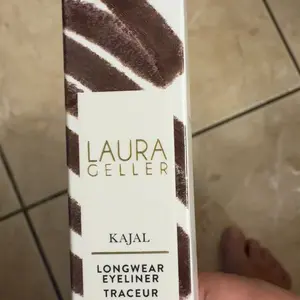 LAURA
GELLER
KAJAL
LONGWEAR
EYELINER
TRACEUR